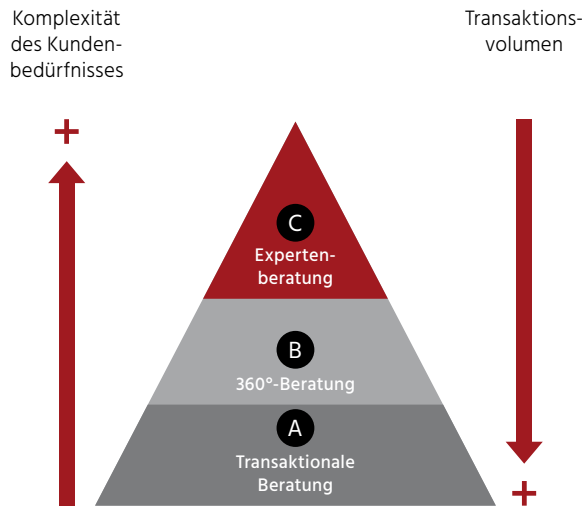 Komplexität
des Kunden-
bedürfnisses
Transaktions-
volumen
+
C
Experten-
beratung
B
360°-Beratung
A
Transaktionale
Beratung
+